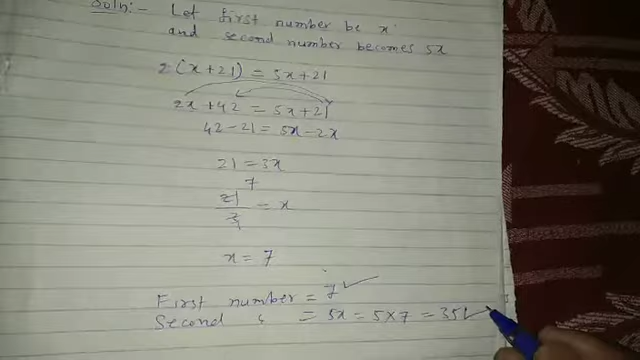 Soln:- Let first number be x
and second number becomes 5x
2(x+21) = 5x+21
2x+42 = 5x+21
42-21 = 5x-2x
21 = 3x
7
21/3 = x
x = 7
First number = 7
Second " = 5x = 5×7 = 35